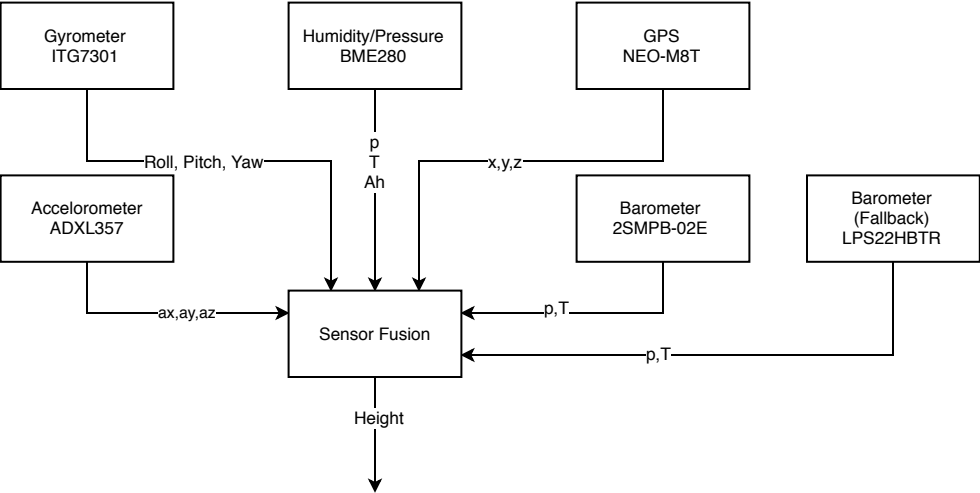 Gyrometer
ITG7301
Humidity/Pressure
BME280
GPS
NEO-M8T
Roll, Pitch, Yaw
p
T
Ah
x,y,z
Accelorometer
ADXL357
Barometer
2SMPB-02E
Barometer
(Fallback)
LPS22HBTR
ax,ay,az
Sensor Fusion
p,T
p,T
Height